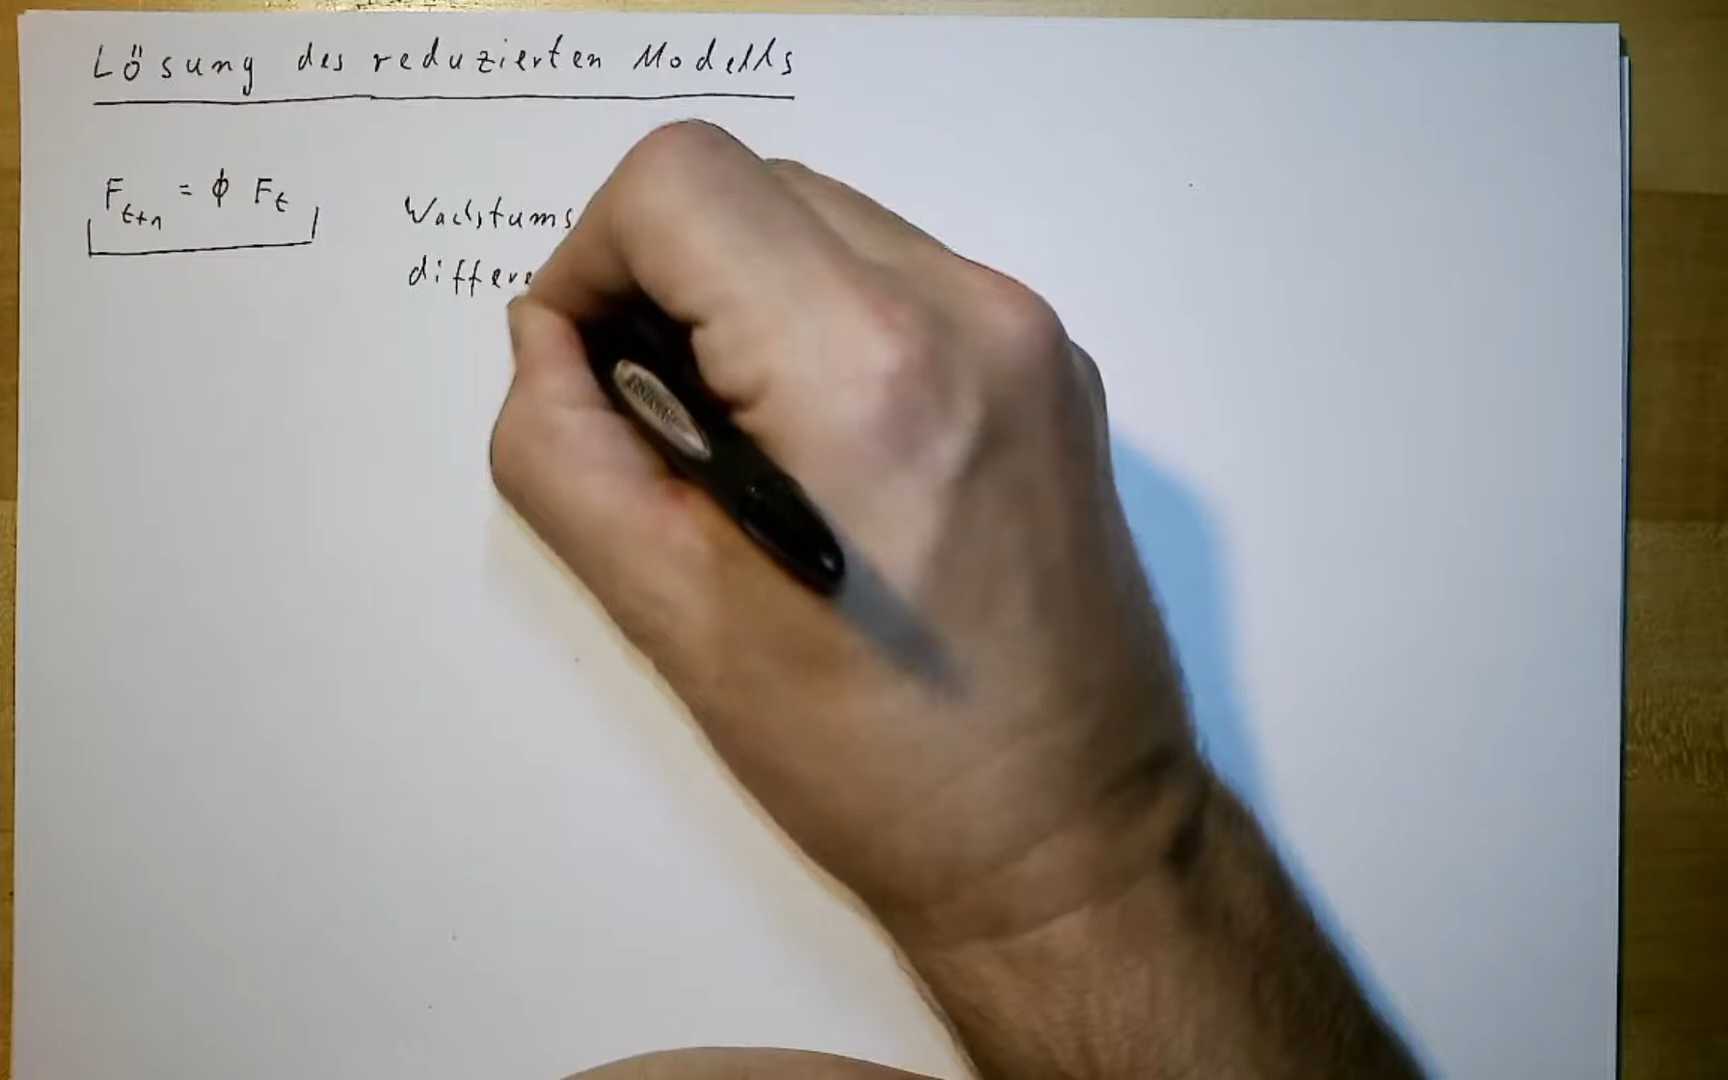 Lösung des reduzierten Modells
F_{t+1} = ϕ F_t
Wachstums
differe